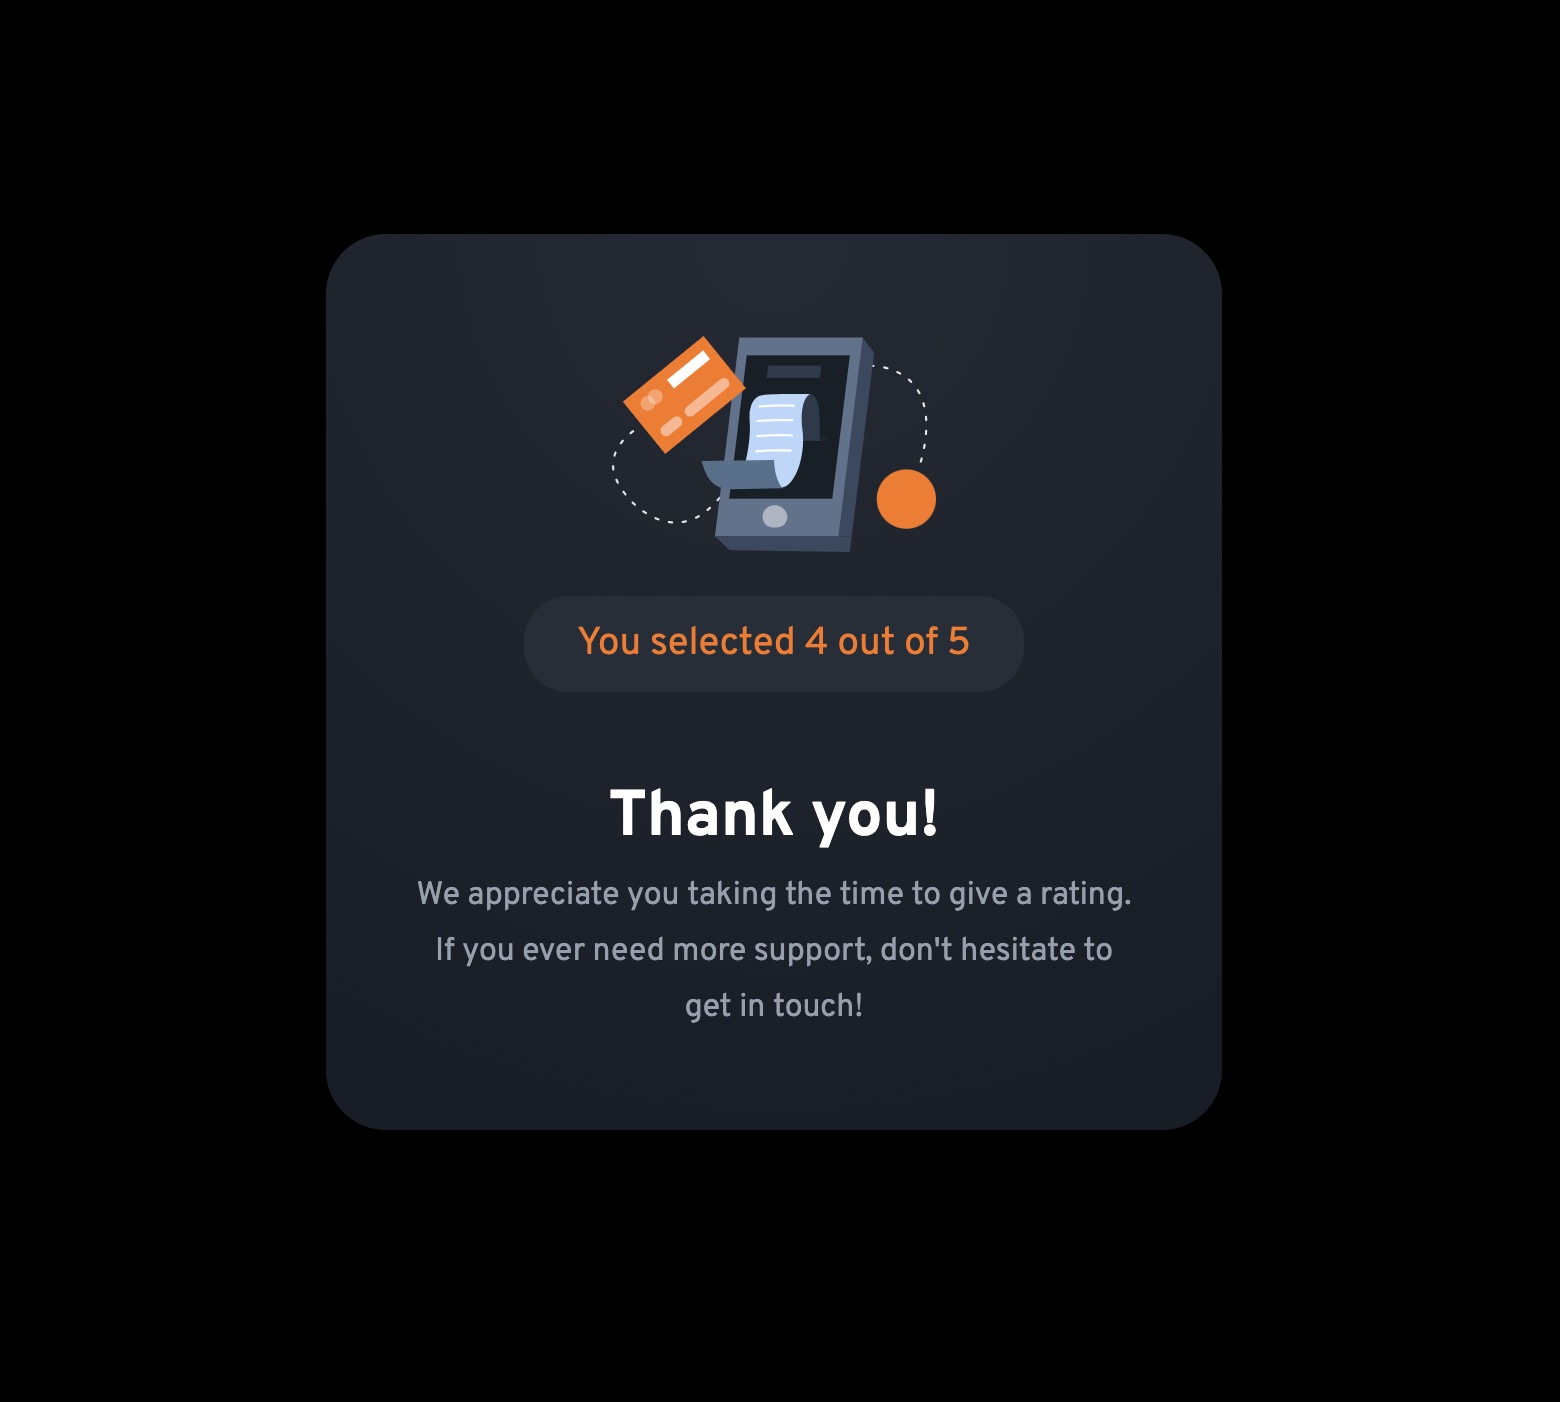 You selected 4 out of 5
Thank you!
We appreciate you taking the time to give a rating.
If you ever need more support, don't hesitate to
get in touch!